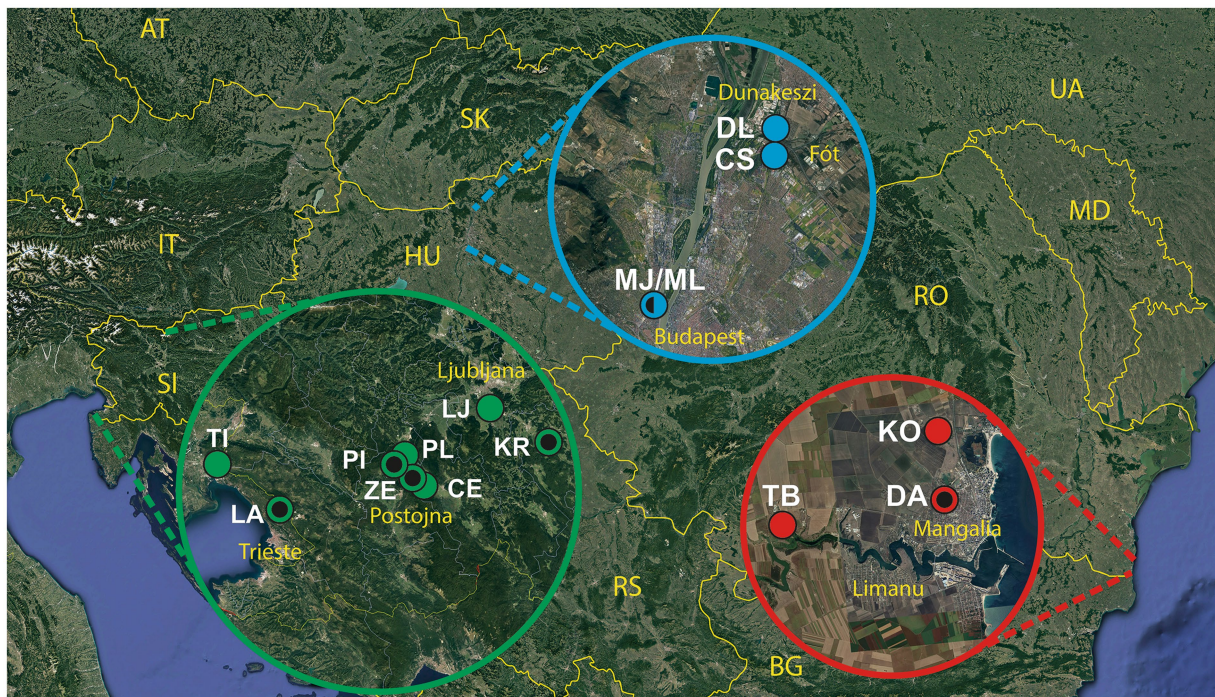 AT
SK
UA
Dunakeszi
DL
CS
Fót
IT
HU
MD
MJ/ML
Budapest
RO
SI
Ljubljana
LJ
TI
PI
PL
KR
ZE
CE
LA
Postojna
Trieste
KO
TB
DA
Mangalia
Limanu
RS
BG